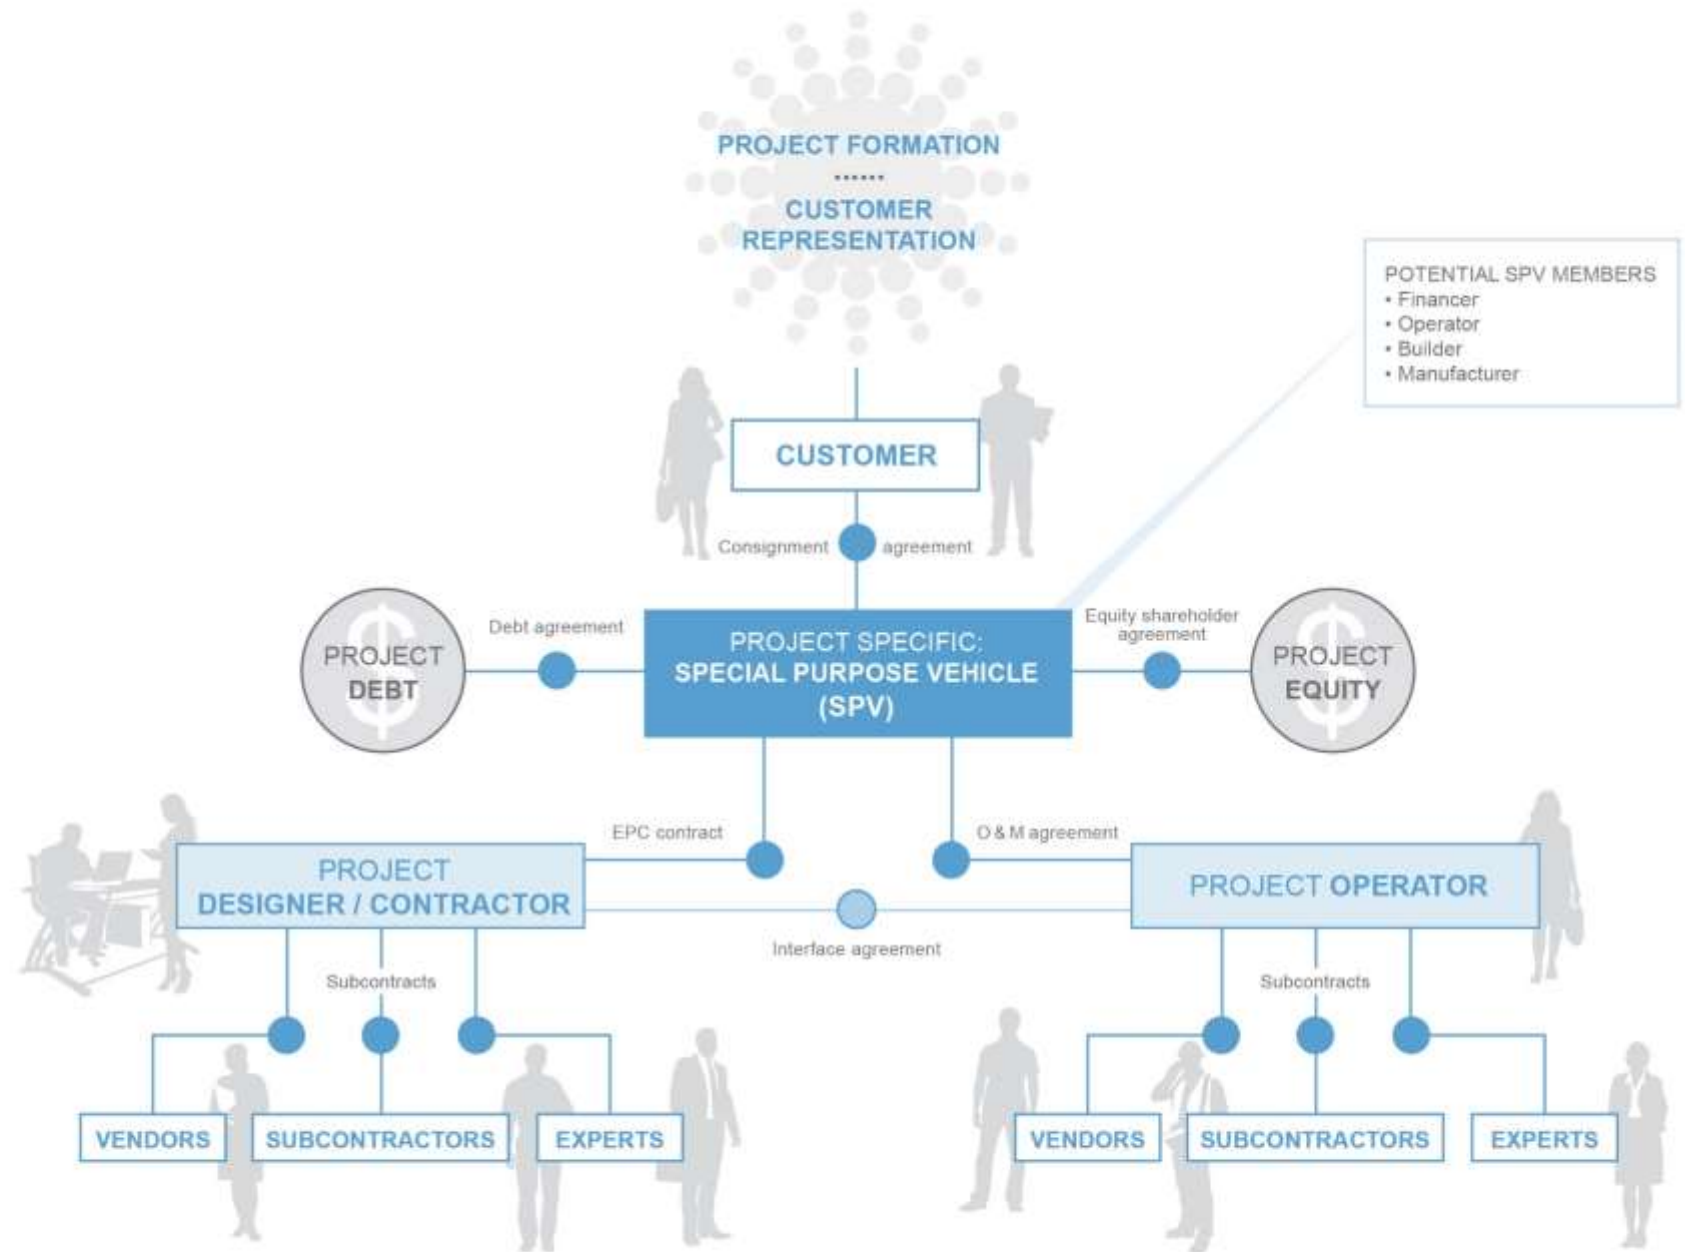 PROJECT FORMATION
······
CUSTOMER
REPRESENTATION
POTENTIAL SPV MEMBERS
• Financer
• Operator
• Builder
• Manufacturer
CUSTOMER
Consignment agreement
Debt agreement
Equity shareholder
agreement
PROJECT
DEBT
PROJECT SPECIFIC:
SPECIAL PURPOSE VEHICLE
(SPV)
PROJECT
EQUITY
EPC contract
O & M agreement
PROJECT
DESIGNER / CONTRACTOR
PROJECT OPERATOR
Interface agreement
Subcontracts
Subcontracts
VENDORS
SUBCONTRACTORS
EXPERTS
VENDORS
SUBCONTRACTORS
EXPERTS